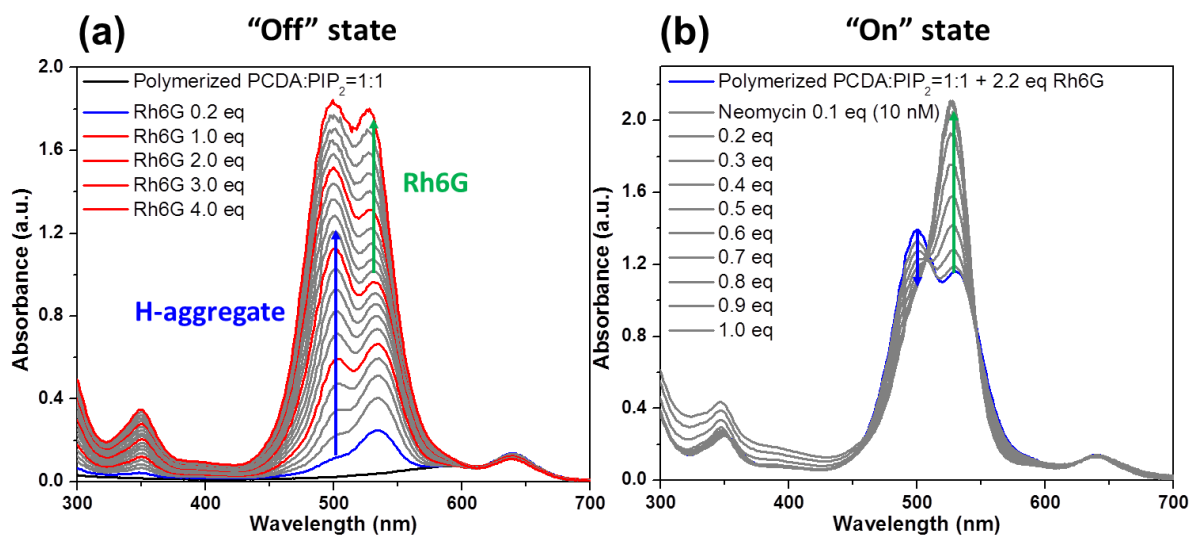 (a)
“Off” state
2.0
1.6
1.2
0.8
0.4
0.0
Absorbance (a.u.)
Polymerized PCDA:PIP₂=1:1
Rh6G 0.2 eq
Rh6G 1.0 eq
Rh6G 2.0 eq
Rh6G 3.0 eq
Rh6G 4.0 eq
Rh6G
H-aggregate
300
400
500
600
700
Wavelength (nm)
(b)
“On” state
2.0
1.6
1.2
0.8
0.4
0.0
Absorbance (a.u.)
Polymerized PCDA:PIP₂=1:1 + 2.2 eq Rh6G
Neomycin 0.1 eq (10 nM)
0.2 eq
0.3 eq
0.4 eq
0.5 eq
0.6 eq
0.7 eq
0.8 eq
0.9 eq
1.0 eq
300
400
500
600
700
Wavelength (nm)